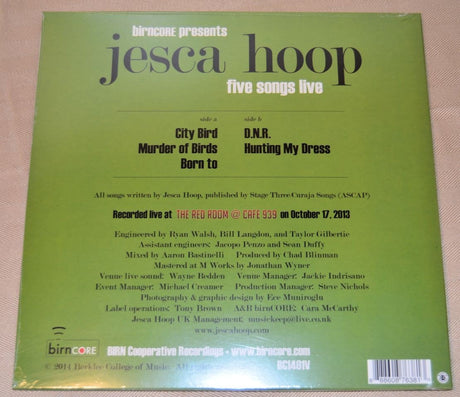 birncore presents
jesca hoop
five songs live
side a
side b
City Bird
D.N.R.
Murder of Birds
Hunting My Dress
Born to
All songs written by Jesca Hoop, published by Stage Three/Curaja Songs (ASCAP)
Recorded live at THE RED ROOM @ CAFE 939 on October 17, 2013
Engineered by Ryan Walsh, Bill Langdon, and Taylor Gilbertie
Assistant engineers: Jacopo Penzo and Sean Duffy
Mixed by Aaron Bastinelli Produced by Chad Blinman
Mastered at M Works by Jonathan Wyner
Venue live sound: Wayne Bedden Venue Manager: Jackie Indrisano
Event Manager: Michael Creamer Production Manager: Steve Nichols
Photography & graphic design by Ece Muniroglu
Label operations: Tony Brown A&R birnCORE: Cara McCarthy
Jesca Hoop UK Management: musickeep@live.co.uk
www.jescahoop.com
birnCORE
BIRN Cooperative Recordings - www.birncore.com
© 2014 Berklee College of Music. All
BC1401V